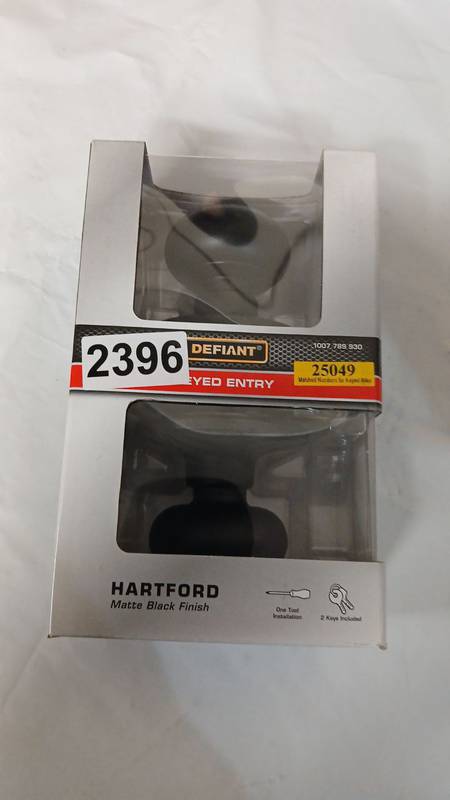 2396
DEFIANT®
1007 789 930
EYED ENTRY
25049
Matched Numbers for Keyed Alike
HARTFORD
Matte Black Finish
One Tool
Installation
2 Keys Included